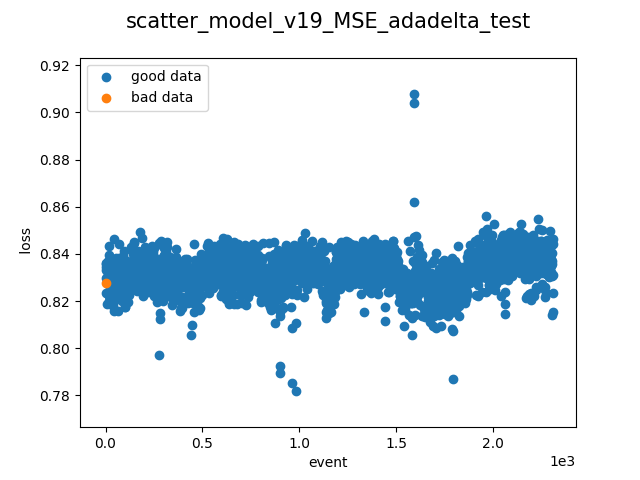 scatter_model_v19_MSE_adadelta_test
good data
bad data
0.92
0.90
0.88
0.86
0.84
0.82
0.80
0.78
loss
0.0 0.5 1.0 1.5 2.0
event
1e3